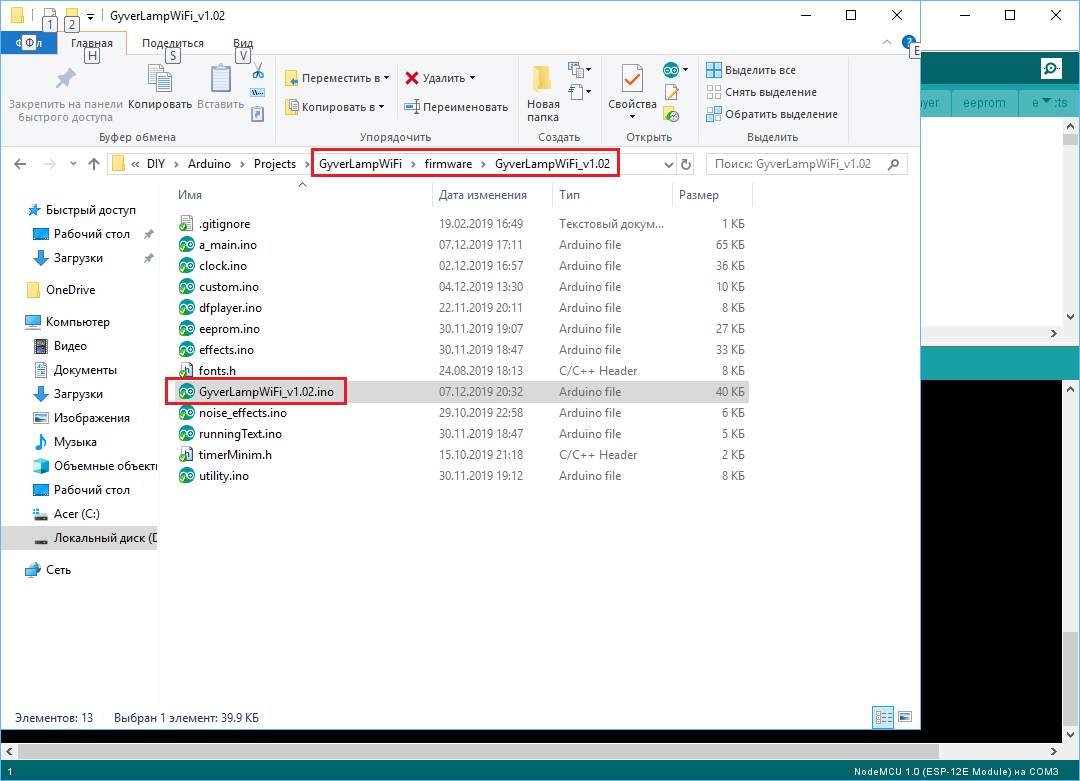 GyverLampWiFi_v1.02
1 2
Ф
Главная Поделиться Вид
H S V E
Закрепить на панели быстрого доступа
Копировать
Вставить
Переместить в
Копировать в
Удалить
Переименовать
Новая папка
Свойства
Выделить все
Снять выделение
Обратить выделение
Буфер обмена Упорядочить Создать Открыть Выделить
« DIY > Arduino > Projects > GyverLampWiFi > firmware > GyverLampWiFi_v1.02
Поиск: GyverLampWiFi_v1.02
Имя Дата изменения Тип Размер
.gitignore 19.02.2019 16:49 Текстовый докум... 1 КБ
a_main.ino 07.12.2019 17:11 Arduino file 65 КБ
clock.ino 02.12.2019 16:57 Arduino file 36 КБ
custom.ino 04.12.2019 13:30 Arduino file 10 КБ
dfplayer.ino 22.11.2019 20:11 Arduino file 8 КБ
eeprom.ino 30.11.2019 19:07 Arduino file 27 КБ
effects.ino 30.11.2019 18:47 Arduino file 33 КБ
fonts.h 24.08.2019 18:13 C/C++ Header 8 КБ
GyverLampWiFi_v1.02.ino 07.12.2019 20:32 Arduino file 40 КБ
noise_effects.ino 29.10.2019 22:58 Arduino file 6 КБ
runningText.ino 30.11.2019 18:47 Arduino file 5 КБ
timerMinim.h 15.10.2019 21:18 C/C++ Header 2 КБ
utility.ino 30.11.2019 19:12 Arduino file 8 КБ
Быстрый доступ
Рабочий стол
Загрузки
OneDrive
Компьютер
Видео
Документы
Загрузки
Изображения
Музыка
Объемные объекты
Рабочий стол
Acer (C:)
Локальный диск (D
Сеть
Элементов: 13 Выбран 1 элемент: 39.9 КБ
yer eeprom e cts
1 NodeMCU 1.0 (ESP-12E Module) на COM3